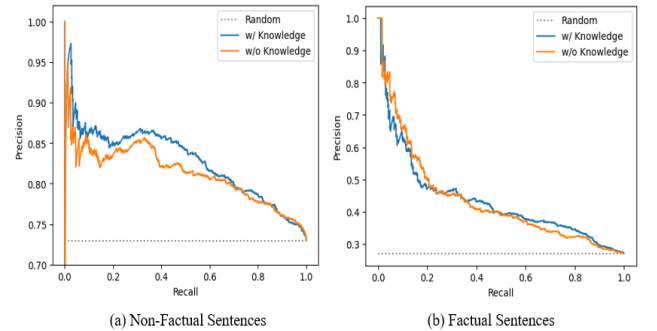 1.00
0.95
0.90
0.85
0.80
0.75
0.70
Precision
0.0 0.2 0.4 0.6 0.8 1.0
Recall
Random
w/ Knowledge
w/o Knowledge
(a) Non-Factual Sentences
1.0
0.9
0.8
0.7
0.6
0.5
0.4
0.3
Precision
0.0 0.2 0.4 0.6 0.8 1.0
Recall
Random
w/ Knowledge
w/o Knowledge
(b) Factual Sentences